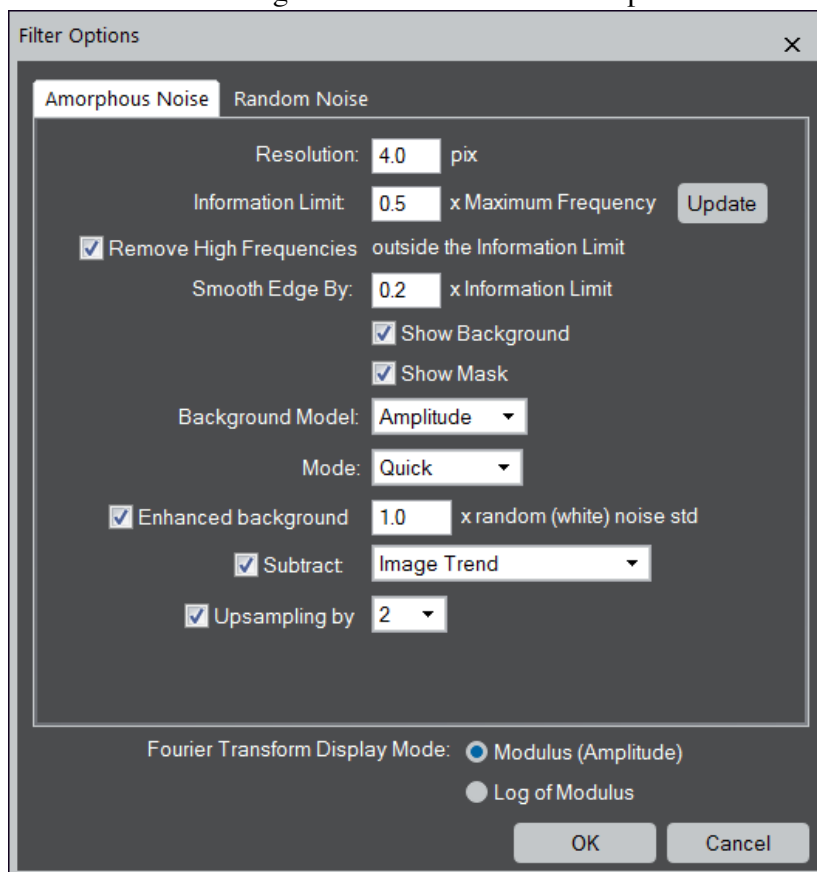 Filter Options
Amorphous Noise Random Noise
Resolution: 4.0 pix
Information Limit: 0.5 x Maximum Frequency Update
Remove High Frequencies outside the Information Limit
Smooth Edge By: 0.2 x Information Limit
Show Background
Show Mask
Background Model: Amplitude
Mode: Quick
Enhanced background 1.0 x random (white) noise std
Subtract: Image Trend
Upsampling by 2
Fourier Transform Display Mode: Modulus (Amplitude)
Log of Modulus
OK Cancel